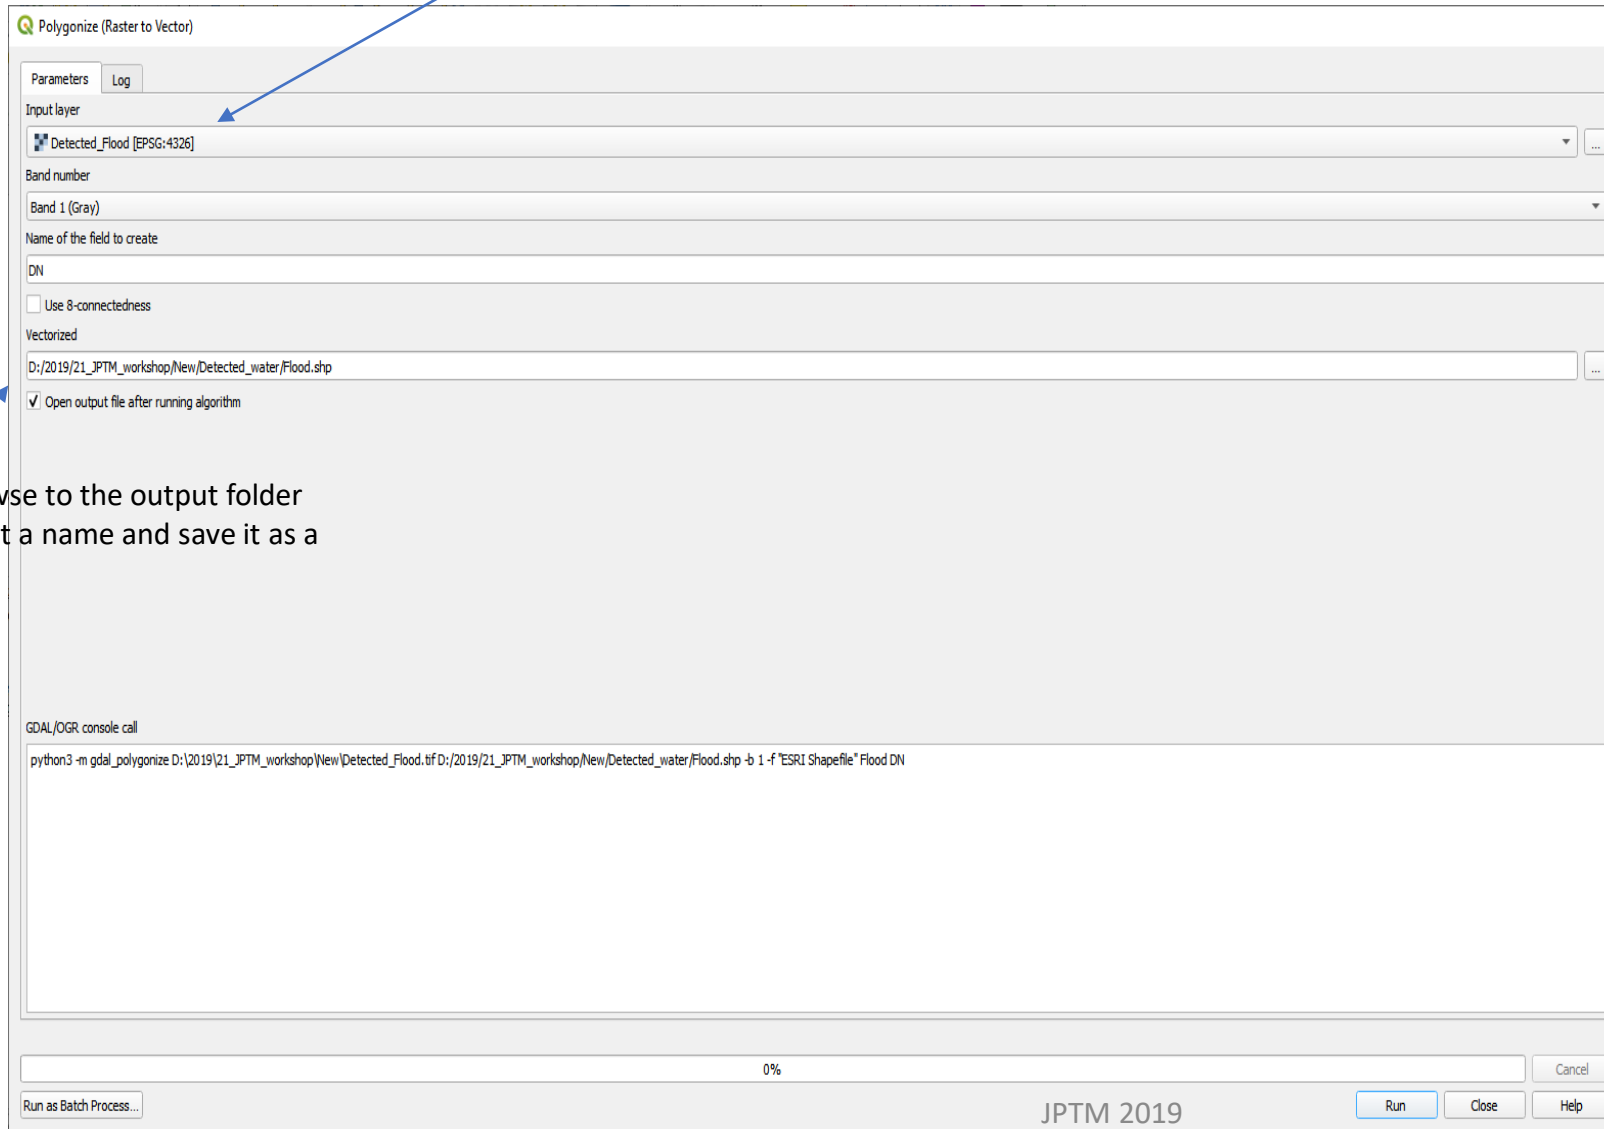 Polygonize (Raster to Vector)
Parameters Log
Input layer
Detected_Flood [EPSG:4326]
...
Band number
Band 1 (Gray)
Name of the field to create
DN
Use 8-connectedness
Vectorized
D:/2019/21_JPTM_workshop/New/Detected_water/Flood.shp
...
Open output file after running algorithm
to the output folder
a name and save it as a
GDAL/OGR console call
python3 -m gdal_polygonize D:\2019\21_JPTM_workshop\New\Detected_Flood.tif D:/2019/21_JPTM_workshop/New/Detected_water/Flood.shp -b 1 -f "ESRI Shapefile" Flood DN
0%
Cancel
Run as Batch Process...
JPTM 2019
Run Close Help